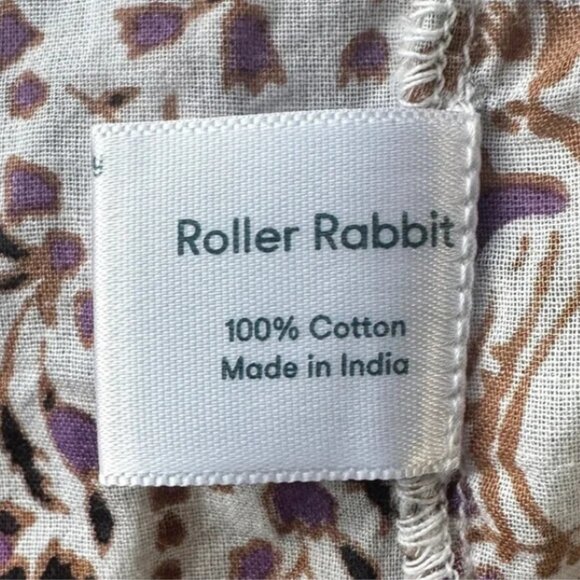 Roller Rabbit
100% Cotton
Made in India